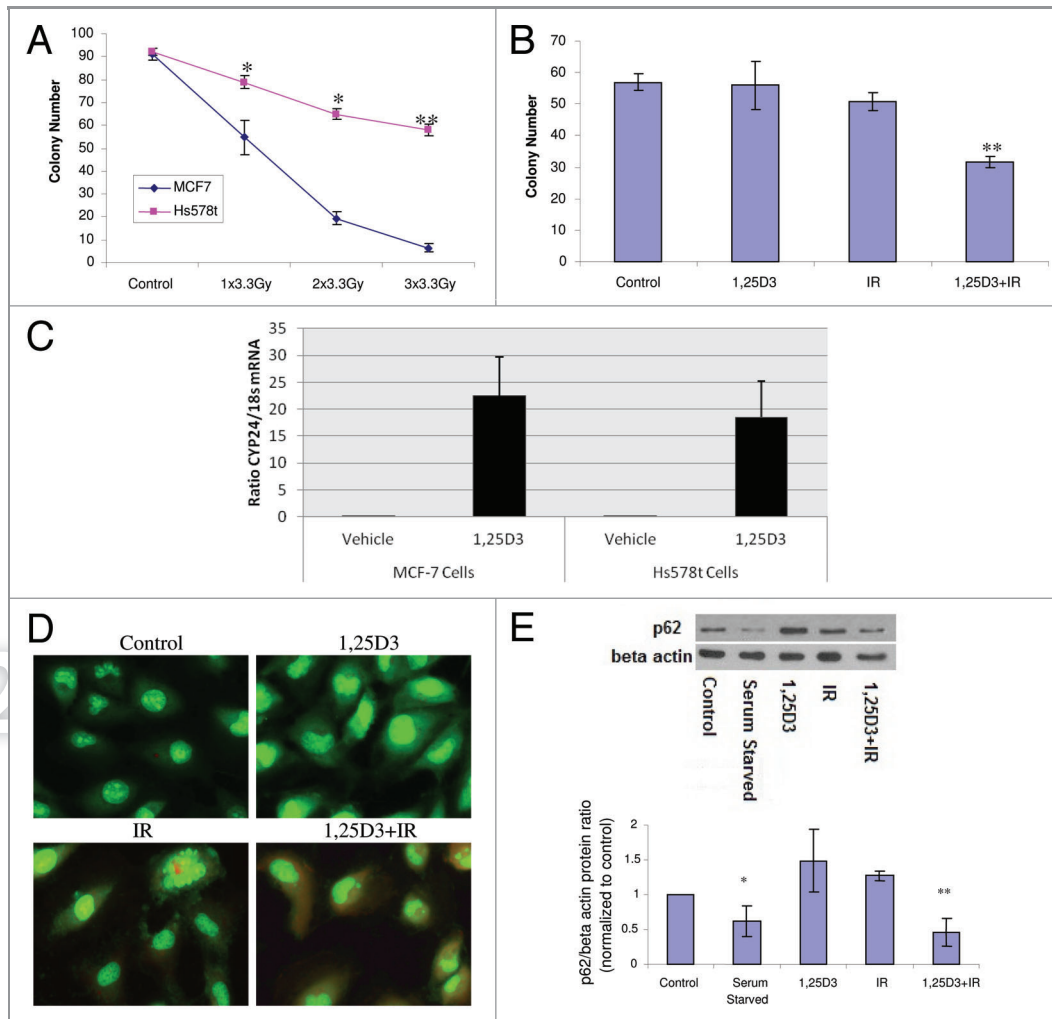 A
100
90
80
70
60
50
40
30
20
10
0
Colony Number
*
*
**
MCF7
Hs578t
Control
1x3.3Gy
2x3.3Gy
3x3.3Gy
B
70
60
50
40
30
20
10
0
Colony Number
**
Control
1,25D3
IR
1,25D3+IR
C
35
30
25
20
15
10
5
0
Ratio CYP24/18s mRNA
Vehicle
1,25D3
Vehicle
1,25D3
MCF-7 Cells
Hs578t Cells
D
Control
1,25D3
IR
1,25D3+IR
2
E
p62
beta actin
Control
Serum
Starved
1,25D3
IR
1,25D3+IR
2
1.5
1
0.5
0
p62/beta actin protein ratio
(normalized to control)
*
**
Control
Serum
Starved
1,25D3
IR
1,25D3+IR